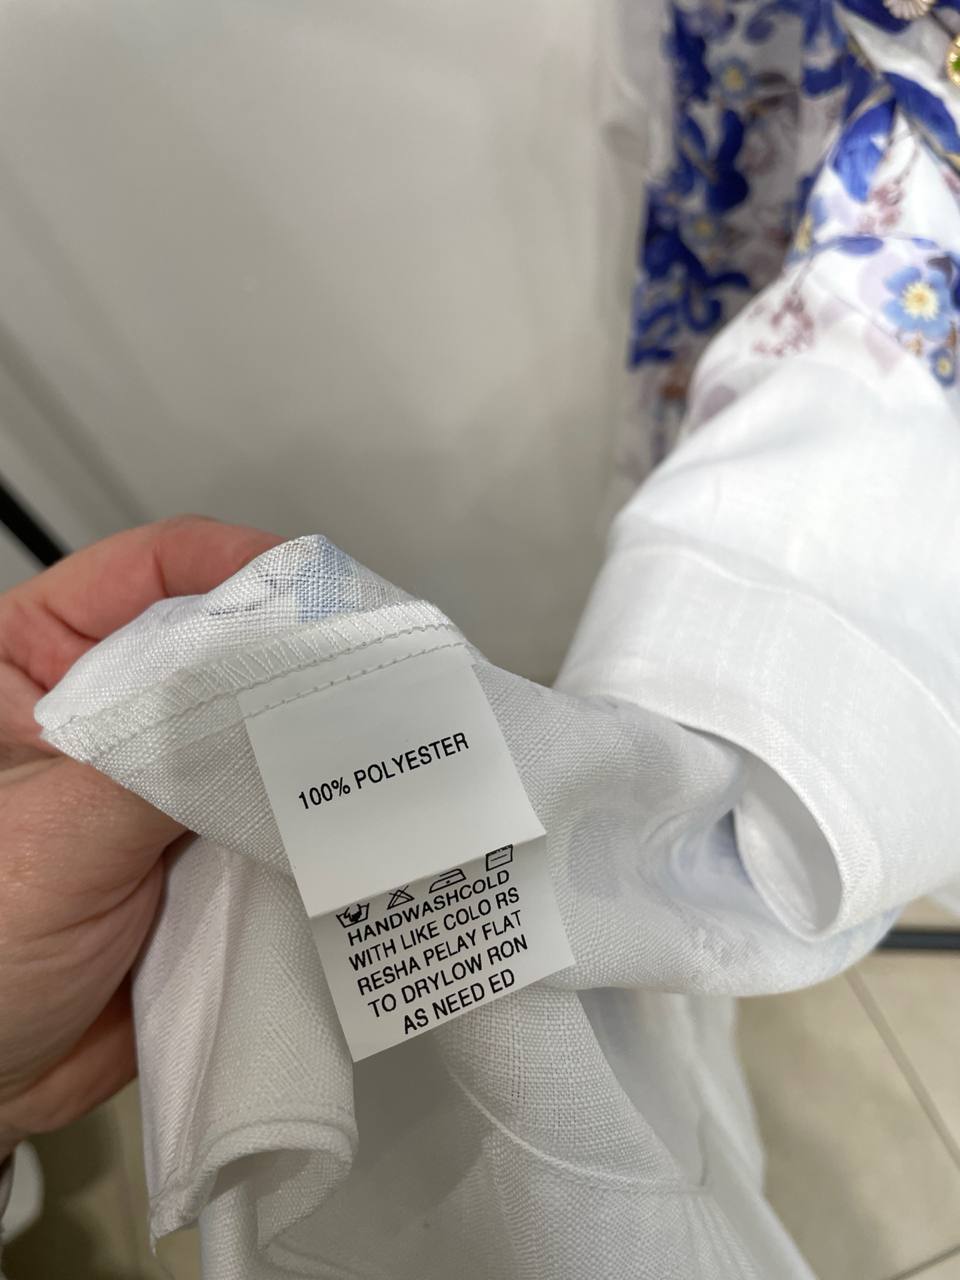 100% POLYESTER
HANDWASHCOLD
WITH LIKE COLO RS
RESHA PELAY FLAT
TO DRYLOW RON
AS NEED ED